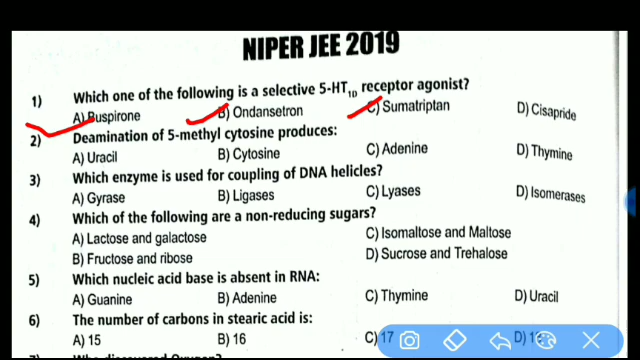 NIPER JEE 2019
1) Which one of the following is a selective 5-HT1D receptor agonist?
A) Buspirone B) Ondansetron C) Sumatriptan D) Cisapride
2) Deamination of 5-methyl cytosine produces:
A) Uracil B) Cytosine C) Adenine D) Thymine
3) Which enzyme is used for coupling of DNA helicles?
A) Gyrase B) Ligases C) Lyases D) Isomerases
4) Which of the following are a non-reducing sugars?
A) Lactose and galactose C) Isomaltose and Maltose
B) Fructose and ribose D) Sucrose and Trehalose
5) Which nucleic acid base is absent in RNA:
A) Guanine B) Adenine C) Thymine D) Uracil
6) The number of carbons in stearic acid is:
A) 15 B) 16 C) 17 D)